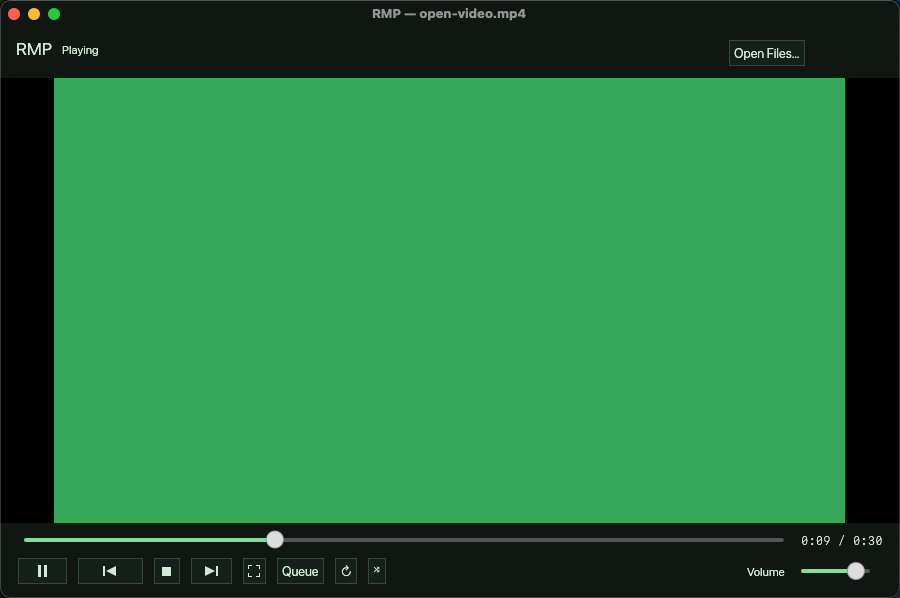 RMP — open-video.mp4
RMP Playing
Open Files...
0:09 / 0:30
Queue
Volume